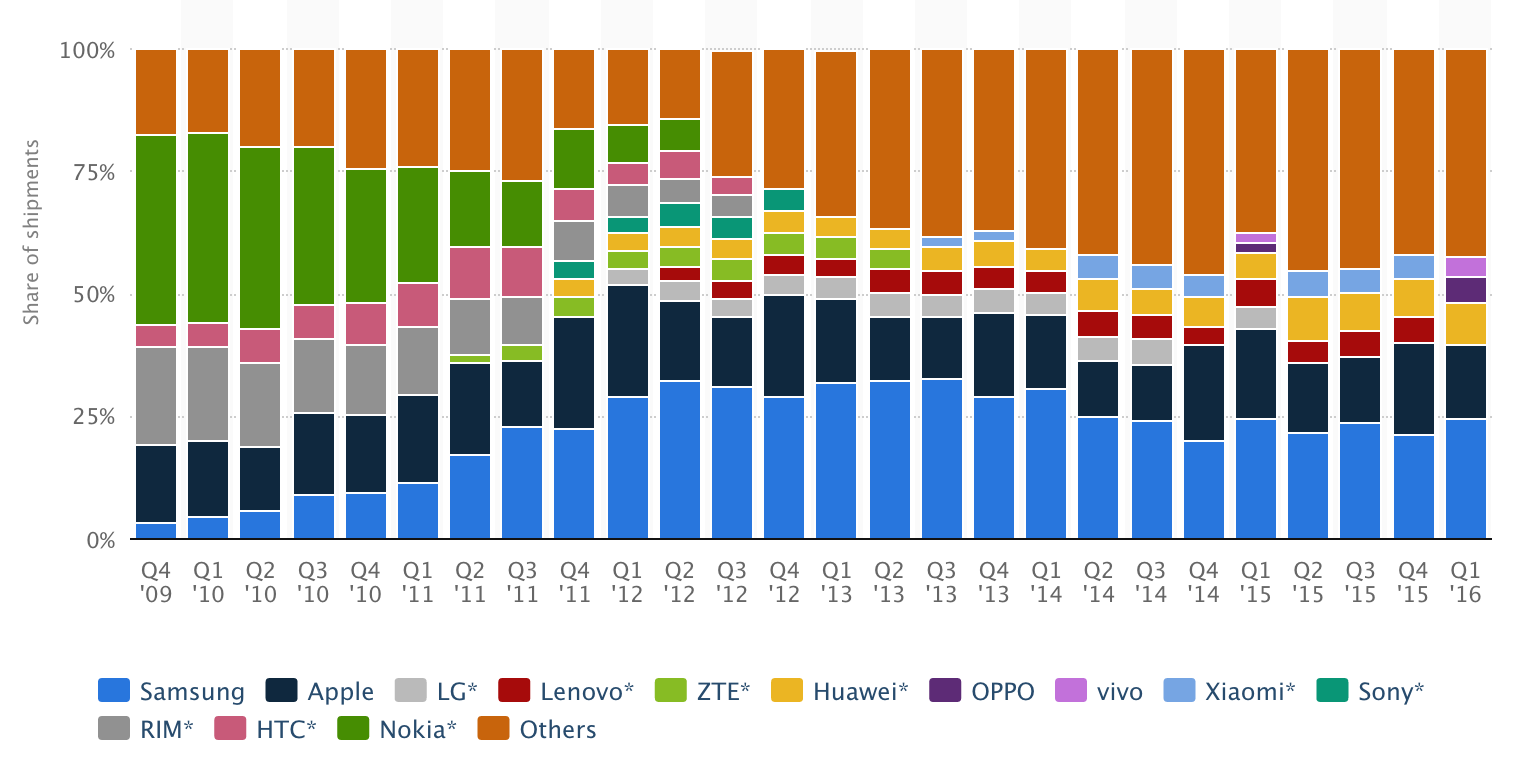 100%
75%
50%
25%
0%
Share of shipments
Q4 Q1 Q2 Q3 Q4 Q1 Q2 Q3 Q4 Q1 Q2 Q3 Q4 Q1 Q2 Q3 Q4 Q1 Q2 Q3 Q4 Q1 Q2 Q3 Q4 Q1
'09 '10 '10 '10 '10 '11 '11 '11 '11 '12 '12 '12 '12 '13 '13 '13 '13 '14 '14 '14 '14 '15 '15 '15 '15 '16
Samsung Apple LG* Lenovo* ZTE* Huawei* OPPO vivo Xiaomi* Sony*
RIM* HTC* Nokia* Others